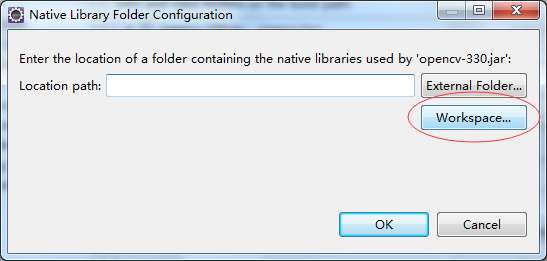 Native Library Folder Configuration
Enter the location of a folder containing the native libraries used by 'opencv-330.jar':
Location path:
External Folder...
Workspace...
OK
Cancel